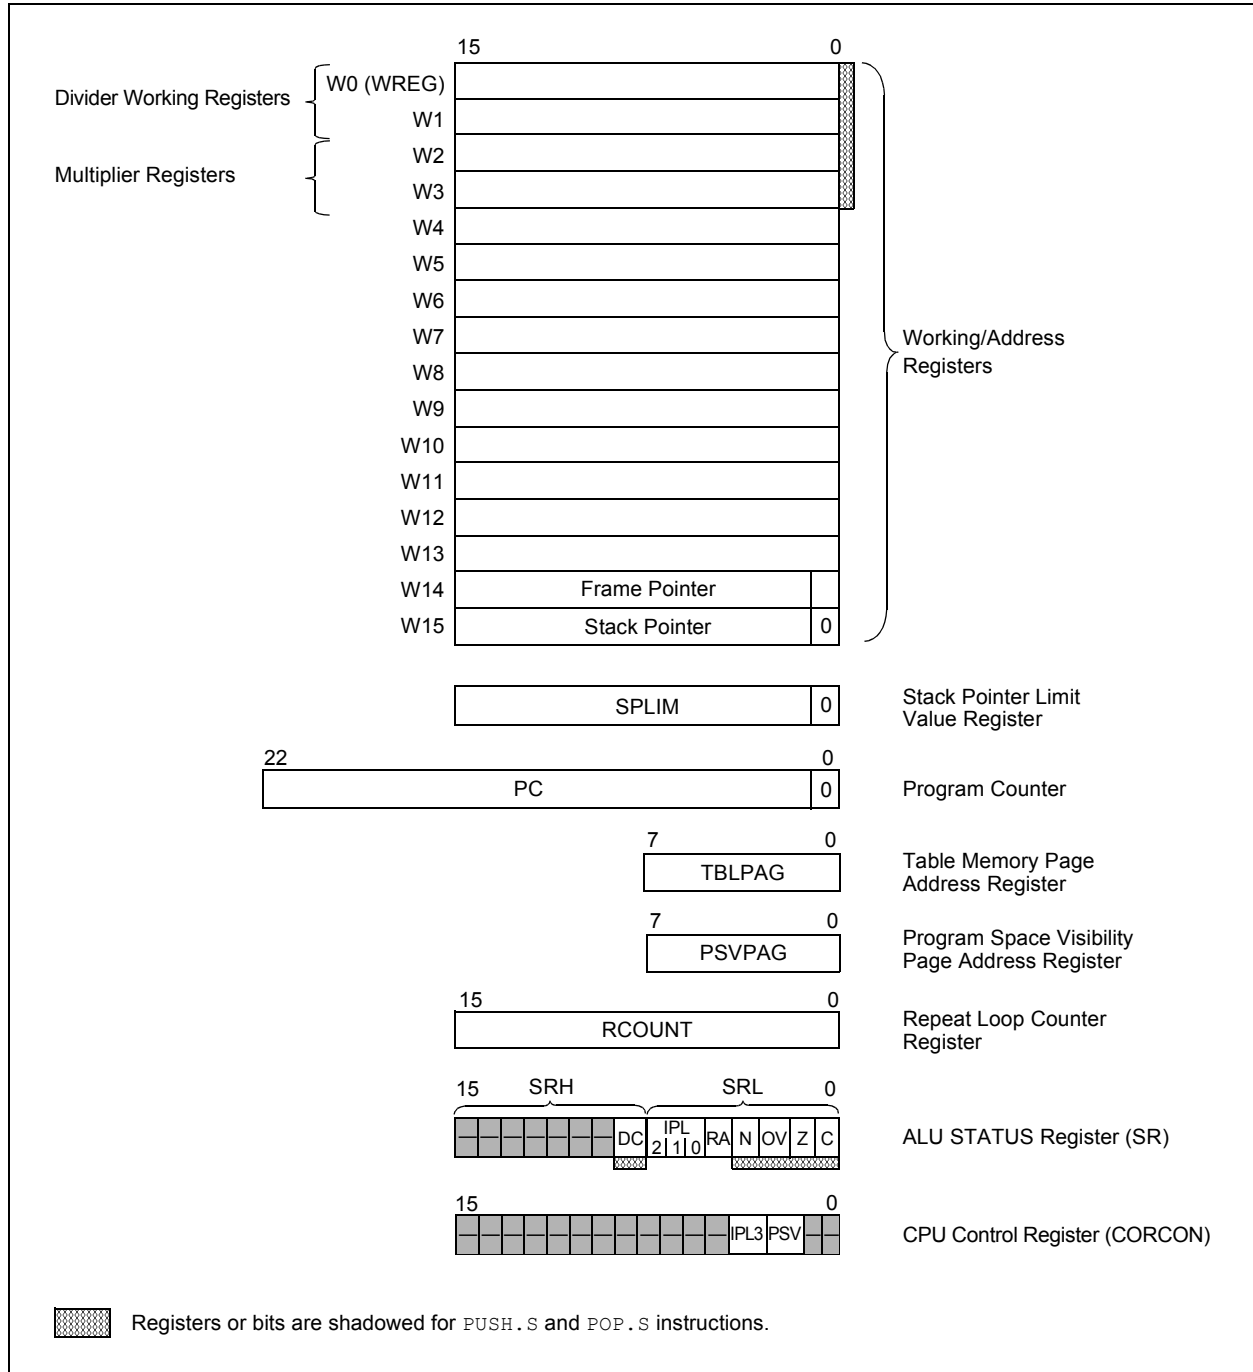 15 0
Divider Working Registers
W0 (WREG)
W1
Multiplier Registers
W2
W3
W4
W5
W6
W7
W8
W9
W10
W11
W12
W13
W14 Frame Pointer
W15 Stack Pointer 0
Working/Address
Registers
SPLIM 0
Stack Pointer Limit
Value Register
22 0
PC 0
Program Counter
7 0
TBLPAG
Table Memory Page
Address Register
7 0
PSVPAG
Program Space Visibility
Page Address Register
15 0
RCOUNT
Repeat Loop Counter
Register
15 SRH SRL 0
— — — — — — — DC IPL 2 1 0 RA N OV Z C
ALU STATUS Register (SR)
15 0
— — — — — — — — — — — — IPL3 PSV — —
CPU Control Register (CORCON)
Registers or bits are shadowed for PUSH.S and POP.S instructions.